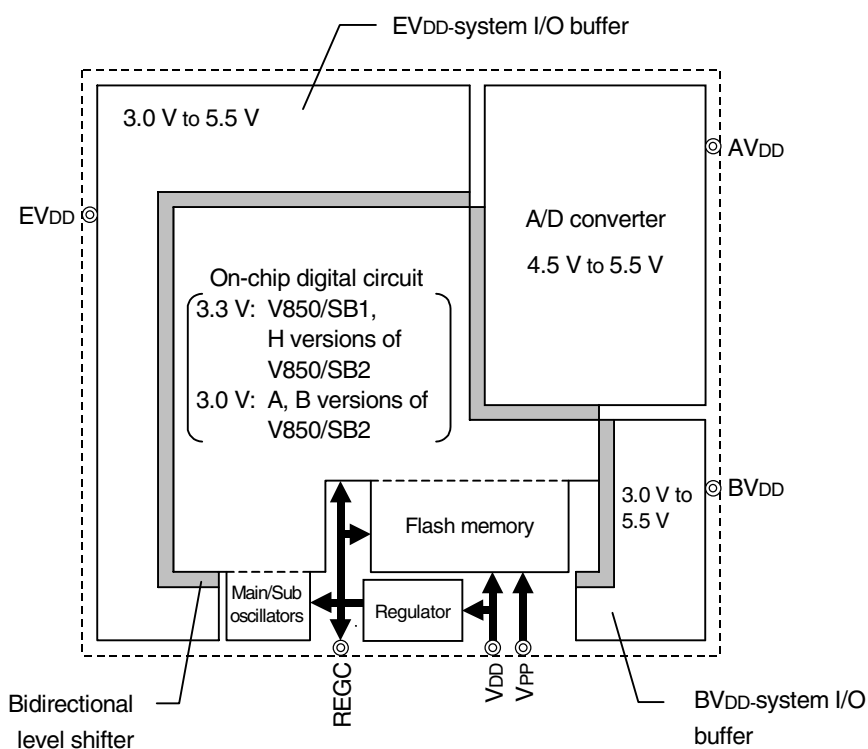 EVDD-system I/O buffer
3.0 V to 5.5 V
AVDD
EVDD
A/D converter
4.5 V to 5.5 V
On-chip digital circuit
3.3 V: V850/SB1,
H versions of
V850/SB2
3.0 V: A, B versions of
V850/SB2
3.0 V to
5.5 V
BVDD
Flash memory
Main/Sub
oscillators
Regulator
REGC
VDD
VPP
Bidirectional
level shifter
BVDD-system I/O
buffer